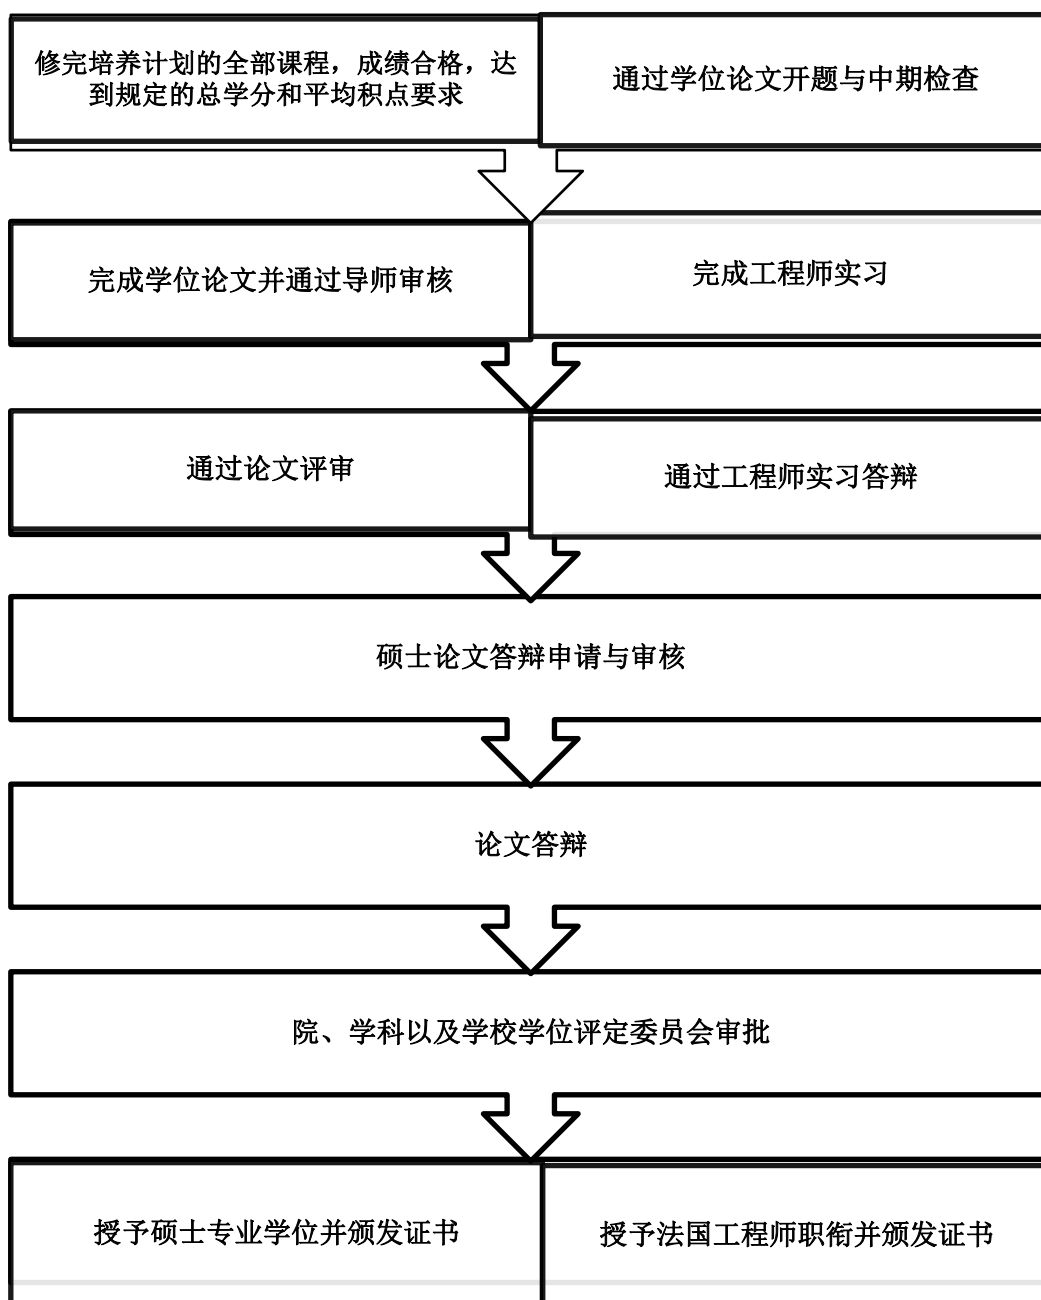 修完培养计划的全部课程，成绩合格，达
到规定的总学分和平均积点要求
通过学位论文开题与中期检查
完成学位论文并通过导师审核
完成工程师实习
通过论文评审
通过工程师实习答辩
硕士论文答辩申请与审核
论文答辩
院、学科以及学校学位评定委员会审批
授予硕士专业学位并颁发证书
授予法国工程师职衔并颁发证书